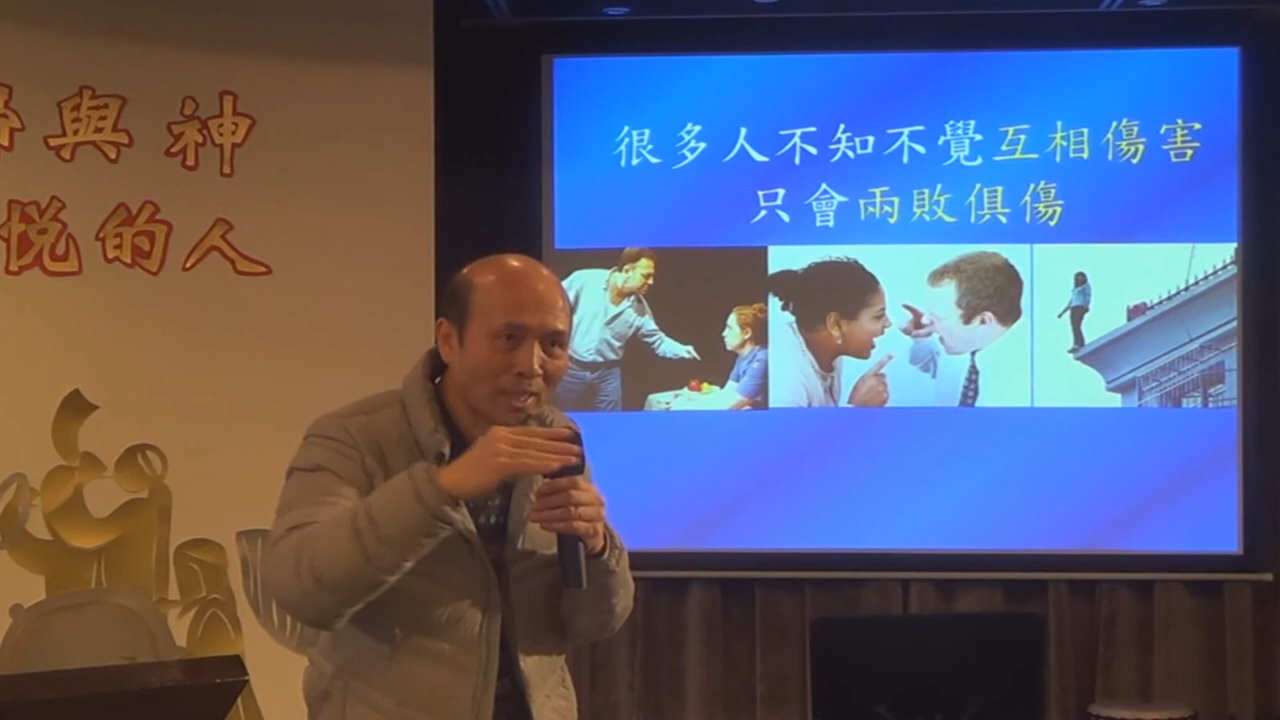 與神
悅的人
很多人不知不覺互相傷害
只會兩敗俱傷